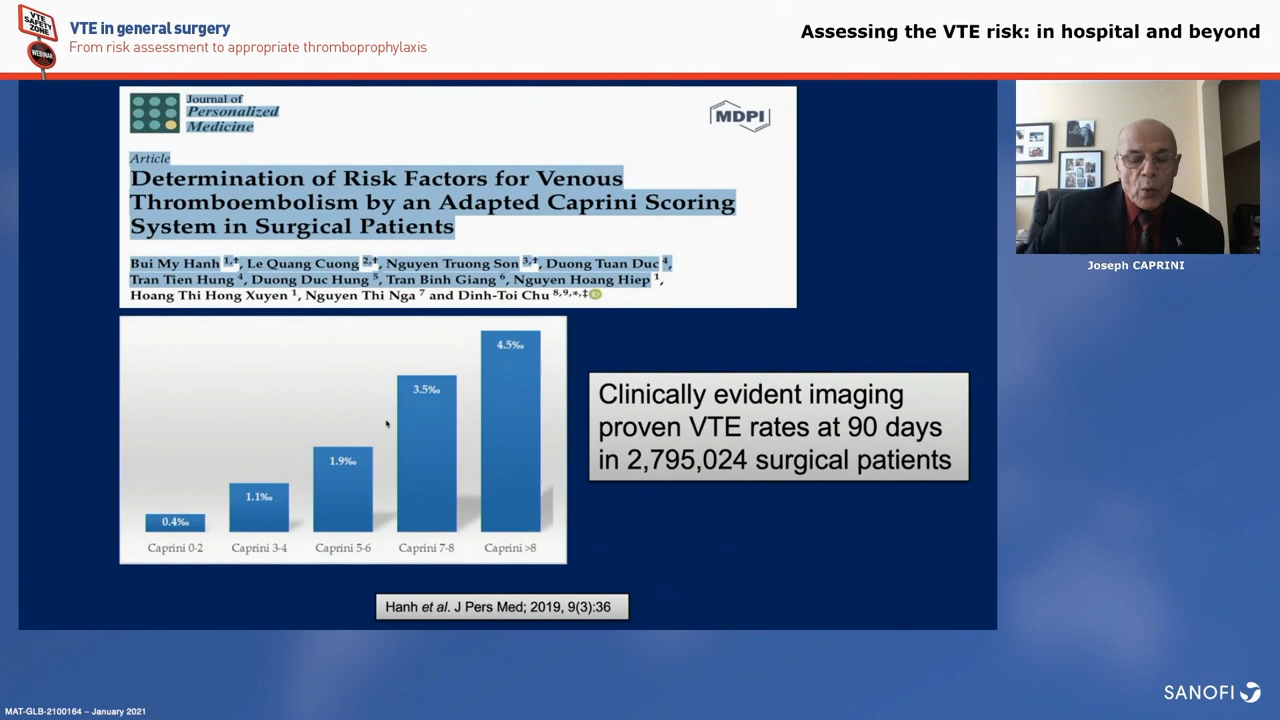 VTE
SAFETY
ZONE
WEBINAR
VTE in general surgery
From risk assessment to appropriate thromboprophylaxis
Assessing the VTE risk: in hospital and beyond
Journal of
Personalized
Medicine
MDPI
Article
Determination of Risk Factors for Venous
Thromboembolism by an Adapted Caprini Scoring
System in Surgical Patients
Bui My Hanh 1,†, Le Quang Cuong 2,†, Nguyen Truong Son 3,†, Duong Tuan Duc 4,
Tran Tien Hung 4, Duong Duc Hung 5, Tran Binh Giang 6, Nguyen Hoang Hiep 1,
Hoang Thi Hong Xuyen 1, Nguyen Thi Nga 7 and Dinh-Toi Chu 8,9,*,‡
0.4‰
1.1‰
1.9‰
3.5‰
4.5‰
Caprini 0-2
Caprini 3-4
Caprini 5-6
Caprini 7-8
Caprini >8
Clinically evident imaging
proven VTE rates at 90 days
in 2,795,024 surgical patients
Hanh et al. J Pers Med; 2019, 9(3):36
Joseph CAPRINI
SANOFI
MAT-GLB-2100164 – January 2021